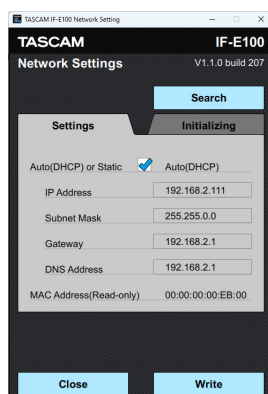 TASCAM IF-E100 Network Setting
TASCAM IF-E100
Network Settings V1.1.0 build 207
Search
Settings Initializing
Auto(DHCP) or Static Auto(DHCP)
IP Address 192.168.2.111
Subnet Mask 255.255.0.0
Gateway 192.168.2.1
DNS Address 192.168.2.1
MAC Address(Read-only) 00:00:00:00:EB:00
Close Write